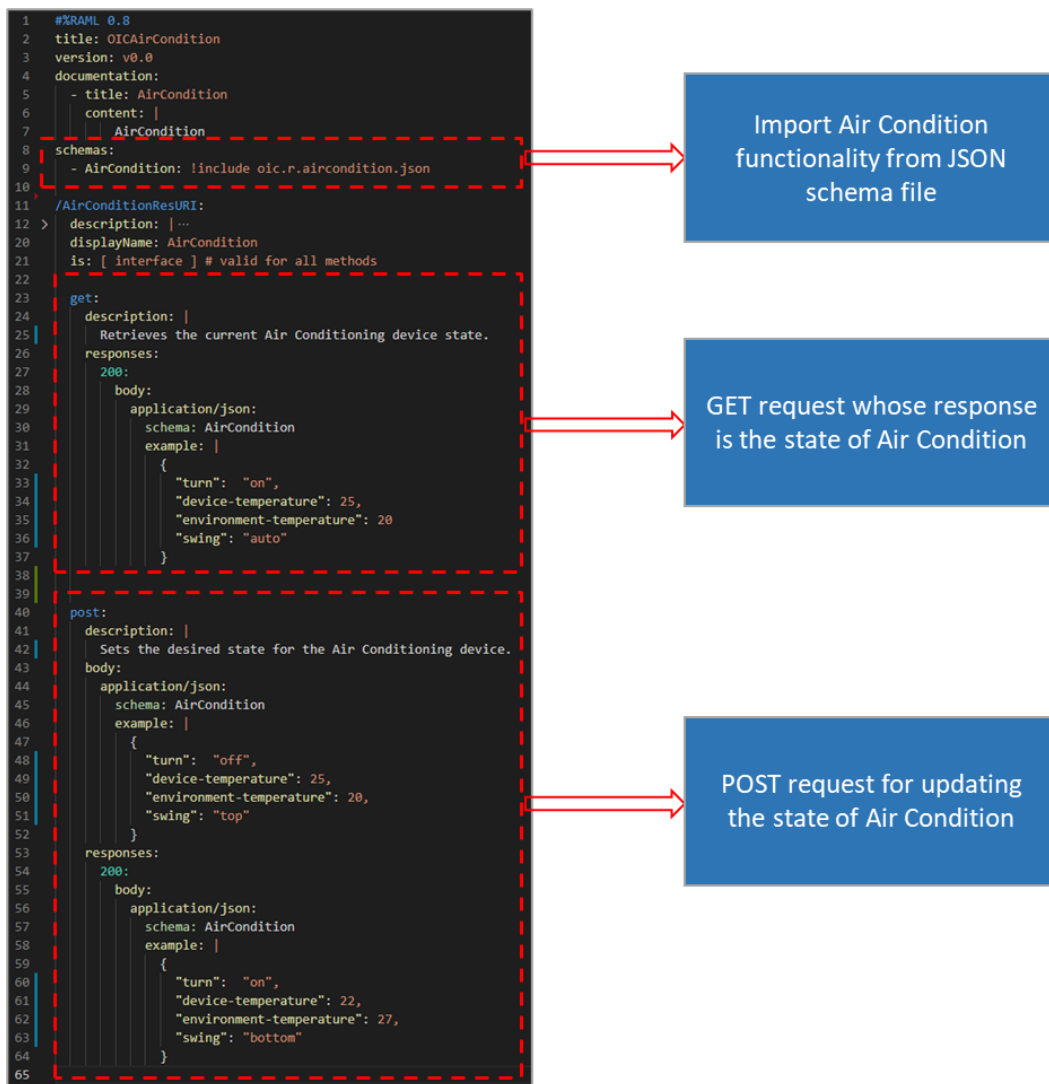 1 #%RAML 0.8
2 title: OICAirCondition
3 version: v0.0
4 documentation:
5   - title: AirCondition
6     content: |
7         AirCondition
8 schemas:
9   - AirCondition: !include oic.r.aircondition.json
10
11 /AirConditionResURI:
12 >   description: |···
20   displayName: AirCondition
21   is: [ interface ] # valid for all methods
22
23   get:
24     description: |
25       Retrieves the current Air Conditioning device state.
26     responses:
27       200:
28         body:
29           application/json:
30             schema: AirCondition
31             example: |
32               {
33                 "turn":  "on",
34                 "device-temperature": 25,
35                 "environment-temperature": 20
36                 "swing": "auto"
37               }
38
39
40   post:
41     description: |
42       Sets the desired state for the Air Conditioning device.
43     body:
44       application/json:
45         schema: AirCondition
46         example: |
47           {
48             "turn":  "off",
49             "device-temperature": 25,
50             "environment-temperature": 20,
51             "swing": "top"
52           }
53     responses:
54       200:
55         body:
56           application/json:
57             schema: AirCondition
58             example: |
59               {
60                 "turn":  "on",
61                 "device-temperature": 22,
62                 "environment-temperature": 27,
63                 "swing": "bottom"
64               }
65
Import Air Condition
functionality from JSON
schema file
GET request whose response
is the state of Air Condition
POST request for updating
the state of Air Condition